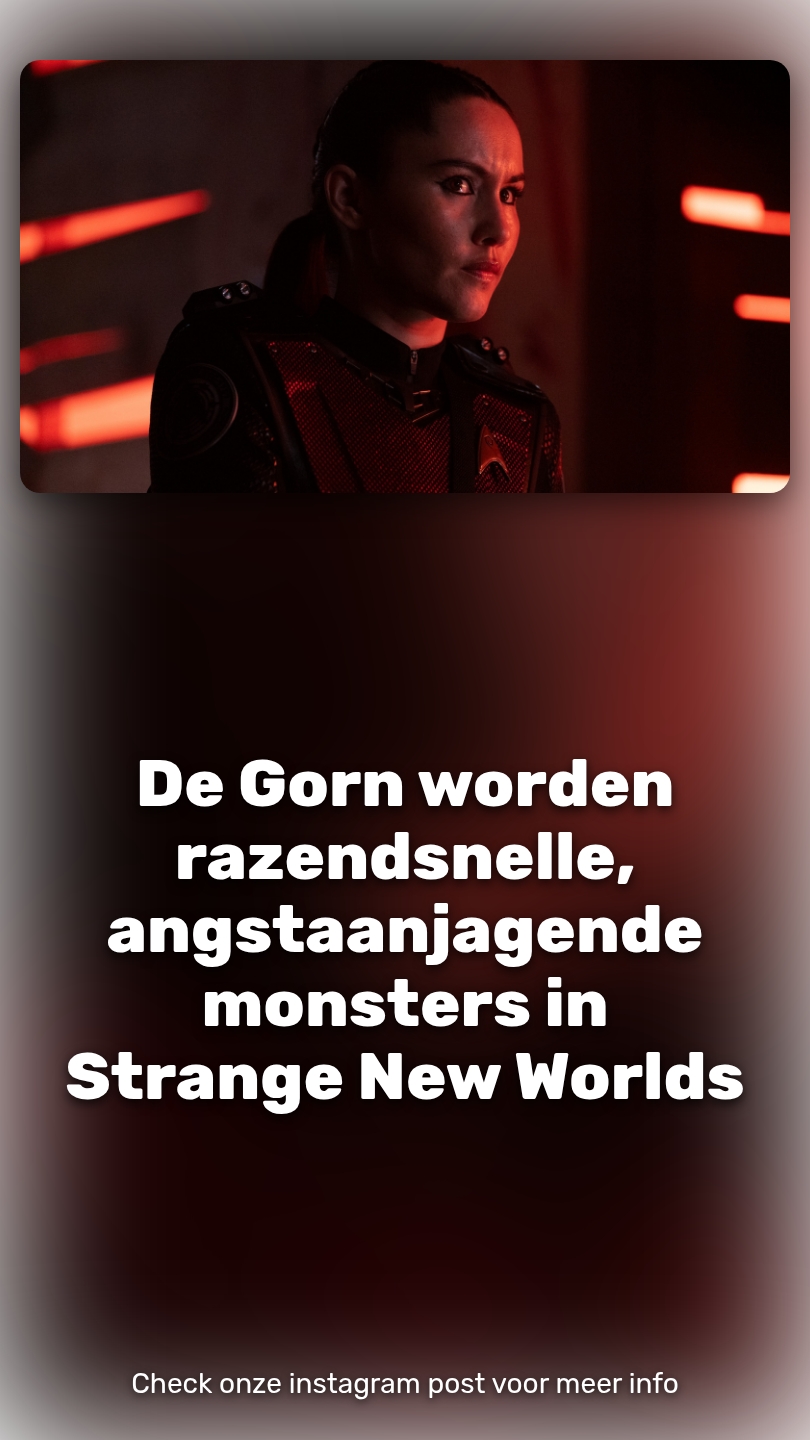 De Gorn worden
razendsnelle,
angstaanjagende
monsters in
Strange New Worlds
Check onze instagram post voor meer info